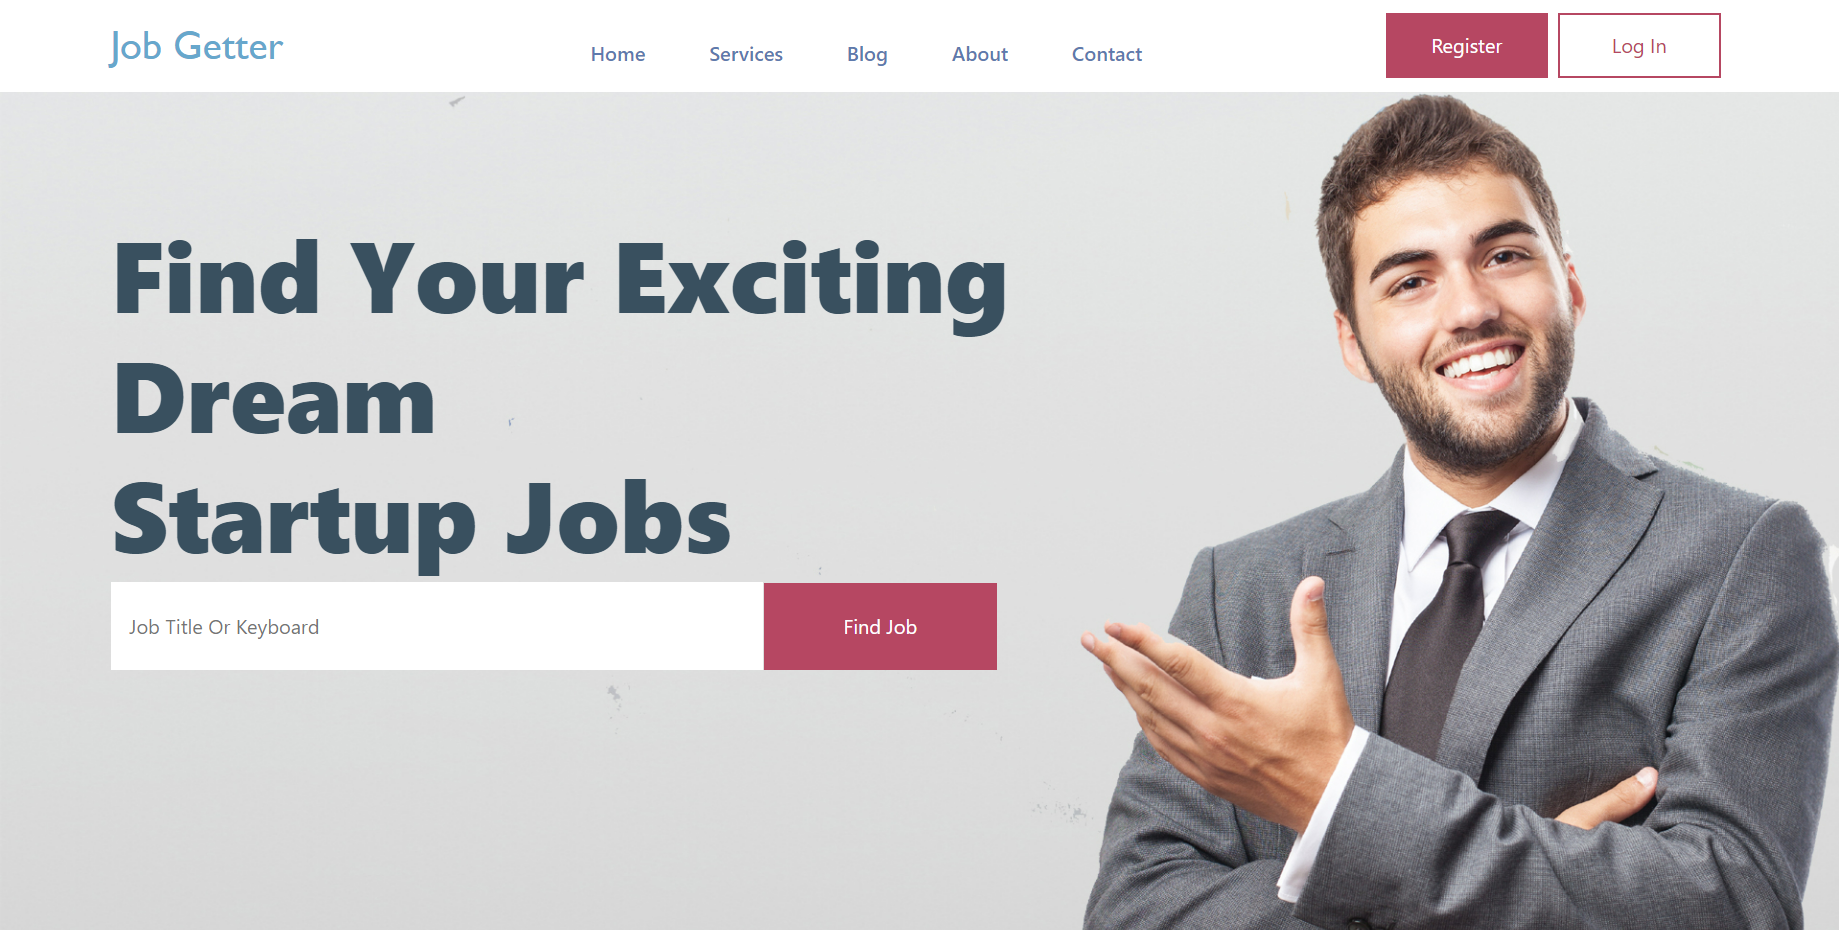 Job Getter
Home Services Blog About Contact
Register Log In
Find Your Exciting
Dream
Startup Jobs
Job Title Or Keyboard
Find Job